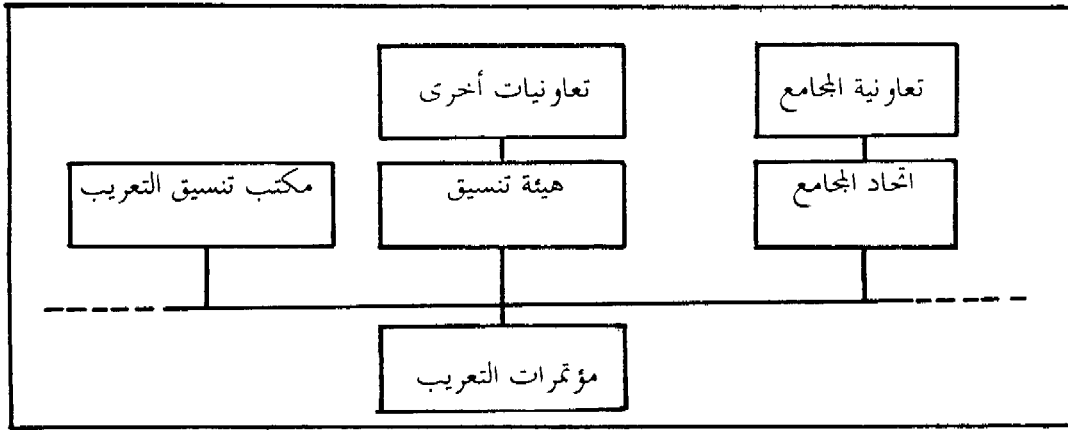 تعاونية المجامع
تعاونيات أخرى
اتحاد المجامع
هيئة تنسيق
مكتب تنسيق التعريب
مؤتمرات التعريب